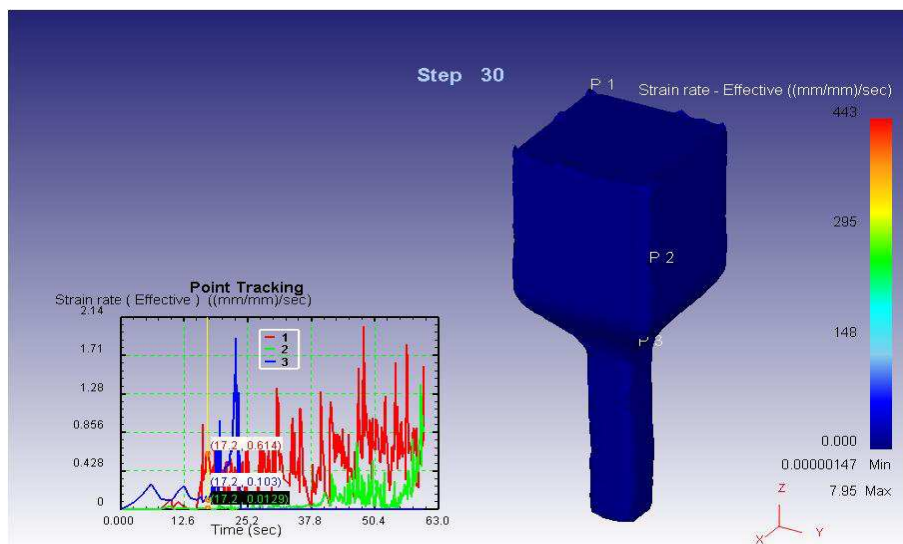 Step 30
P 1
Strain rate - Effective ((mm/mm)/sec)
443
295
148
0.000
0.00000147 Min
7.95 Max
P 2
P 3
Point Tracking
Strain rate ( Effective ) ((mm/mm)/sec)
2.14
1.71
1.28
0.856
0.428
0
1
2
3
(17.2, 0.614)
(17.2, 0.103)
(17.2, 0.0129)
0.000 12.6 25.2 37.8 50.4 63.0
Time (sec)
Z
X Y